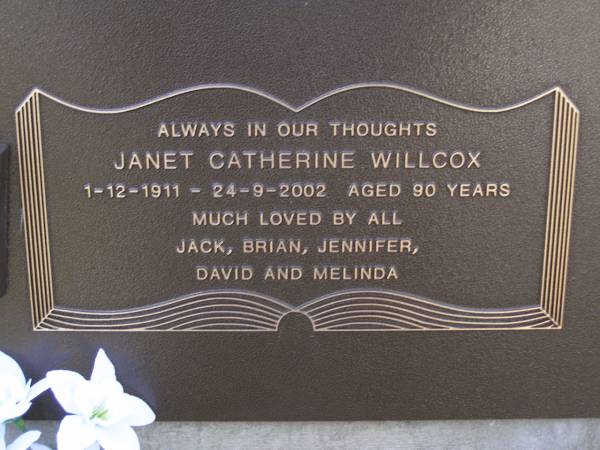 ALWAYS IN OUR THOUGHTS
JANET CATHERINE WILLCOX
1-12-1911 - 24-9-2002 AGED 90 YEARS
MUCH LOVED BY ALL
JACK, BRIAN, JENNIFER,
DAVID AND MELINDA